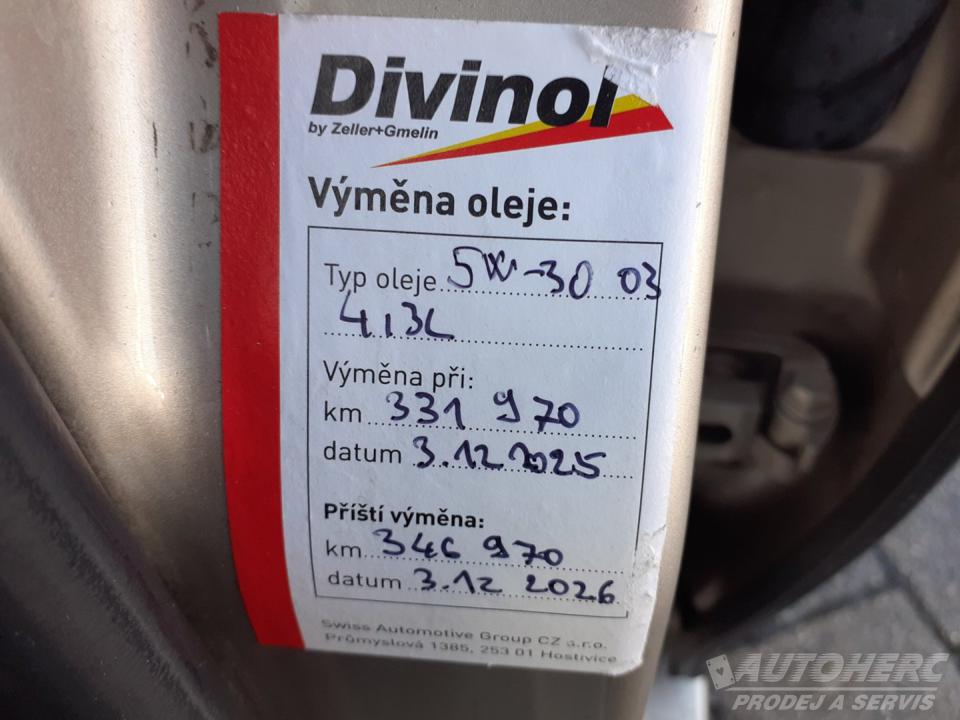 Divinol
by Zeller+Gmelin
Výměna oleje:
Typ oleje 5W-30 03
4,3L
Výměna při:
km 331 970
datum 3.12 2025
Příští výměna:
km 346 970
datum 3.12 2026
Swiss Automotive Group CZ s.r.o.
Průmyslová 1385, 253 01 Hostivice
AUTOHERC
PRODEJ A SERVIS